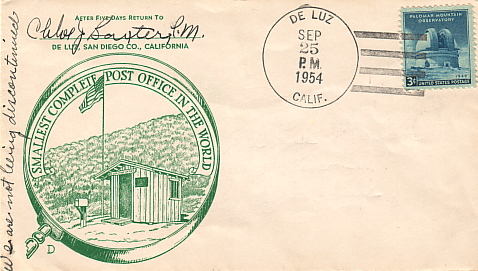 AFTER FIVE DAYS RETURN TO
Chloe J Baxter, P.M.
DE LUZ, SAN DIEGO CO., CALIFORNIA
We are not being discontinued
SMALLEST COMPLETE POST OFFICE IN THE WORLD
D
DE LUZ
SEP
25
P.M.
1954
CALIF.
PALOMAR MOUNTAIN
OBSERVATORY
1948
3¢ UNITED STATES POSTAGE